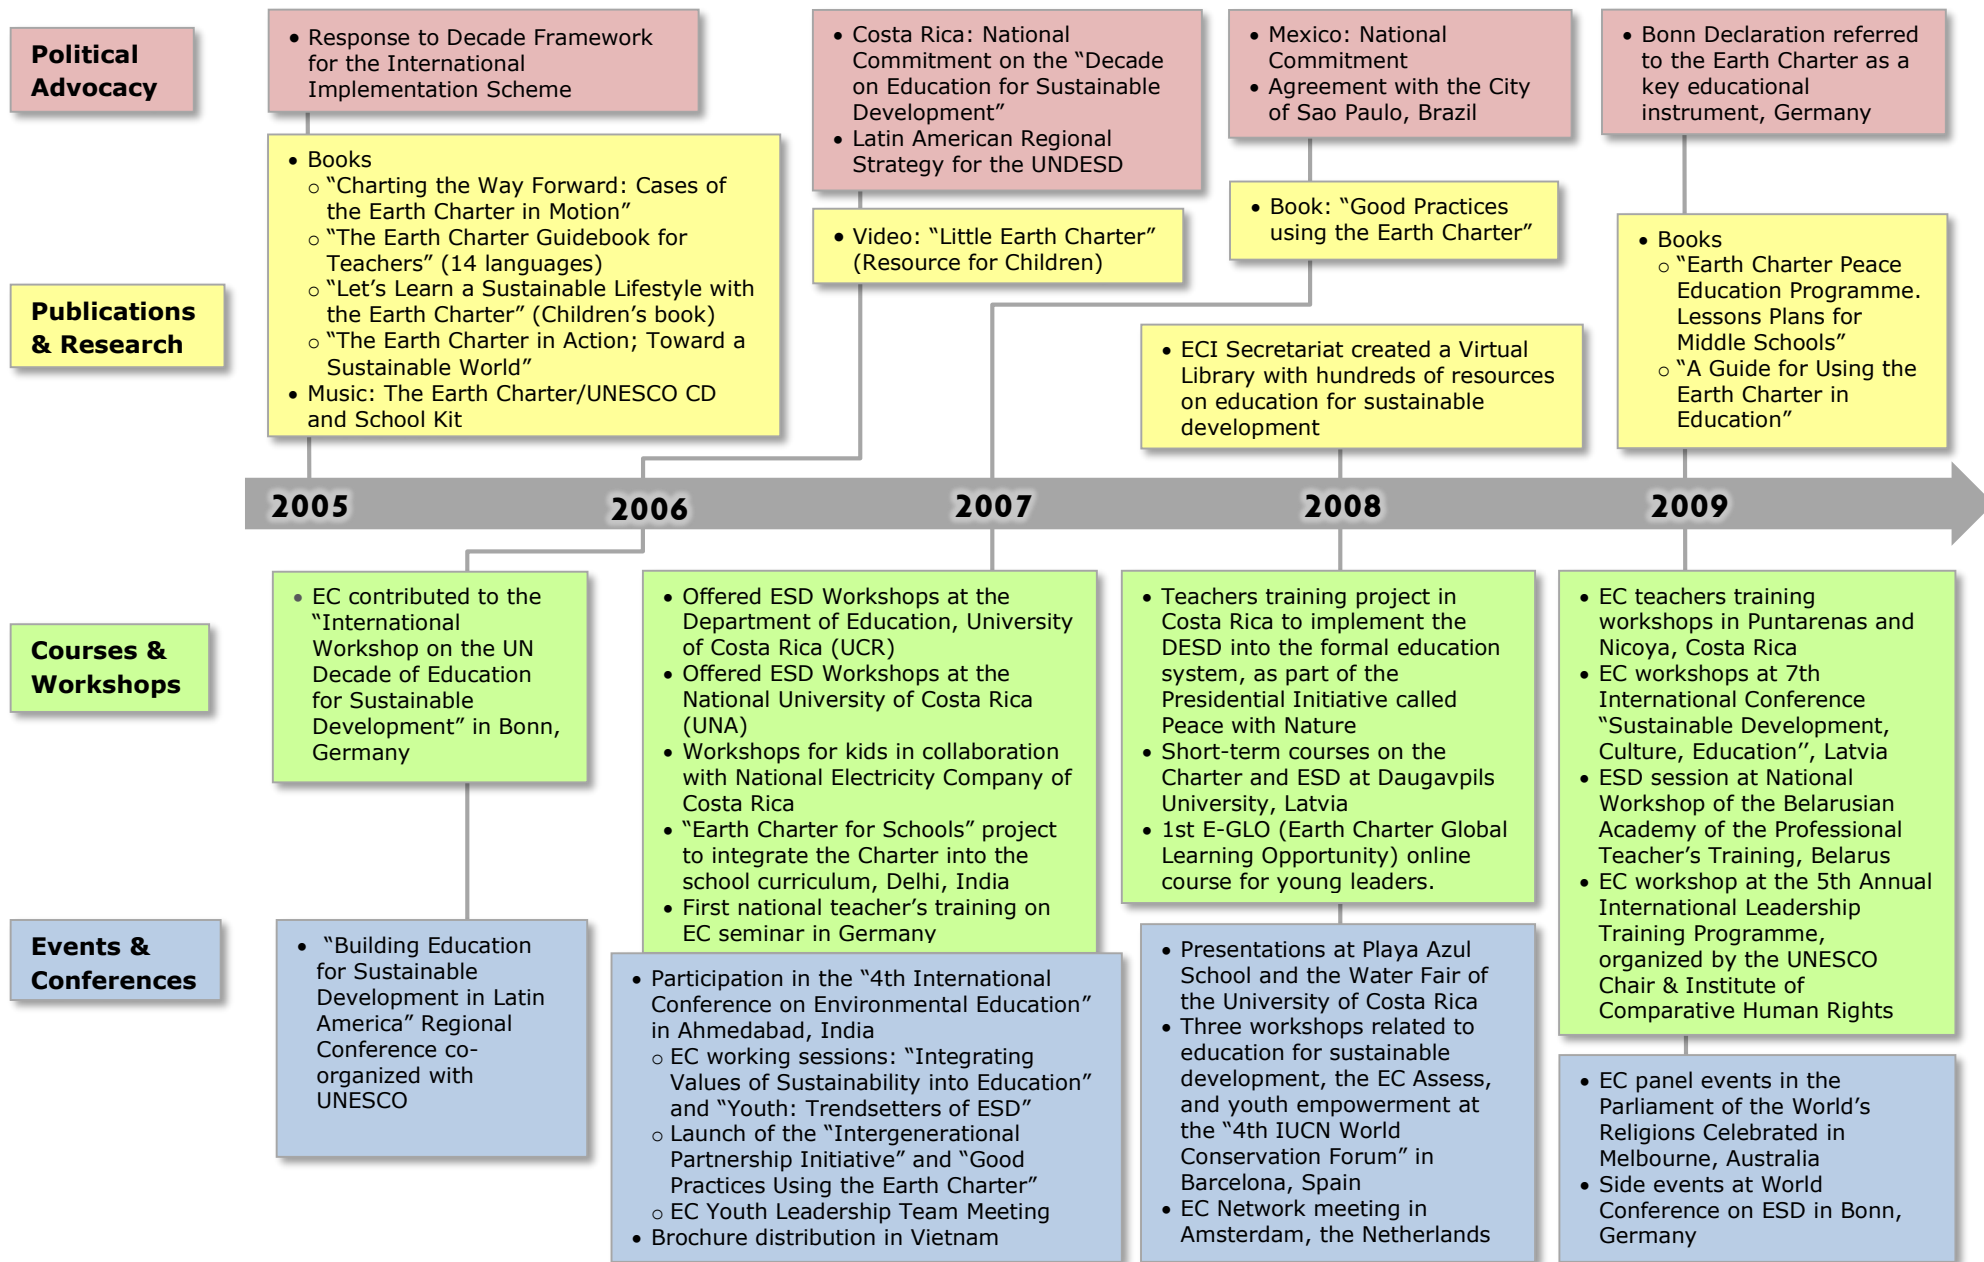 Political
Advocacy
• Response to Decade Framework
for the International
Implementation Scheme
• Costa Rica: National
Commitment on the “Decade
on Education for Sustainable
Development”
• Latin American Regional
Strategy for the UNDESD
• Mexico: National
Commitment
• Agreement with the City
of Sao Paulo, Brazil
• Bonn Declaration referred
to the Earth Charter as a
key educational
instrument, Germany
Publications
& Research
• Books
o “Charting the Way Forward: Cases of
the Earth Charter in Motion”
o “The Earth Charter Guidebook for
Teachers” (14 languages)
o “Let’s Learn a Sustainable Lifestyle with
the Earth Charter” (Children’s book)
o “The Earth Charter in Action; Toward a
Sustainable World”
• Music: The Earth Charter/UNESCO CD
and School Kit
• Video: “Little Earth Charter”
(Resource for Children)
• Book: “Good Practices
using the Earth Charter”
• ECI Secretariat created a Virtual
Library with hundreds of resources
on education for sustainable
development
• Books
o “Earth Charter Peace
Education Programme.
Lessons Plans for
Middle Schools”
o “A Guide for Using the
Earth Charter in
Education”
2005
2006
2007
2008
2009
Courses &
Workshops
• EC contributed to the
“International
Workshop on the UN
Decade of Education
for Sustainable
Development” in Bonn,
Germany
• Offered ESD Workshops at the
Department of Education, University
of Costa Rica (UCR)
• Offered ESD Workshops at the
National University of Costa Rica
(UNA)
• Workshops for kids in collaboration
with National Electricity Company of
Costa Rica
• “Earth Charter for Schools” project
to integrate the Charter into the
school curriculum, Delhi, India
• First national teacher’s training on
EC seminar in Germany
• Teachers training project in
Costa Rica to implement the
DESD into the formal education
system, as part of the
Presidential Initiative called
Peace with Nature
• Short-term courses on the
Charter and ESD at Daugavpils
University, Latvia
• 1st E-GLO (Earth Charter Global
Learning Opportunity) online
course for young leaders.
• EC teachers training
workshops in Puntarenas and
Nicoya, Costa Rica
• EC workshops at 7th
International Conference
“Sustainable Development,
Culture, Education’’, Latvia
• ESD session at National
Workshop of the Belarusian
Academy of the Professional
Teacher’s Training, Belarus
• EC workshop at the 5th Annual
International Leadership
Training Programme,
organized by the UNESCO
Chair & Institute of
Comparative Human Rights
Events &
Conferences
• “Building Education
for Sustainable
Development in Latin
America” Regional
Conference co-
organized with
UNESCO
• Participation in the “4th International
Conference on Environmental Education”
in Ahmedabad, India
o EC working sessions: “Integrating
Values of Sustainability into Education”
and “Youth: Trendsetters of ESD”
o Launch of the “Intergenerational
Partnership Initiative” and “Good
Practices Using the Earth Charter”
o EC Youth Leadership Team Meeting
• Brochure distribution in Vietnam
• Presentations at Playa Azul
School and the Water Fair of
the University of Costa Rica
• Three workshops related to
education for sustainable
development, the EC Assess,
and youth empowerment at
the “4th IUCN World
Conservation Forum” in
Barcelona, Spain
• EC Network meeting in
Amsterdam, the Netherlands
• EC panel events in the
Parliament of the World’s
Religions Celebrated in
Melbourne, Australia
• Side events at World
Conference on ESD in Bonn,
Germany